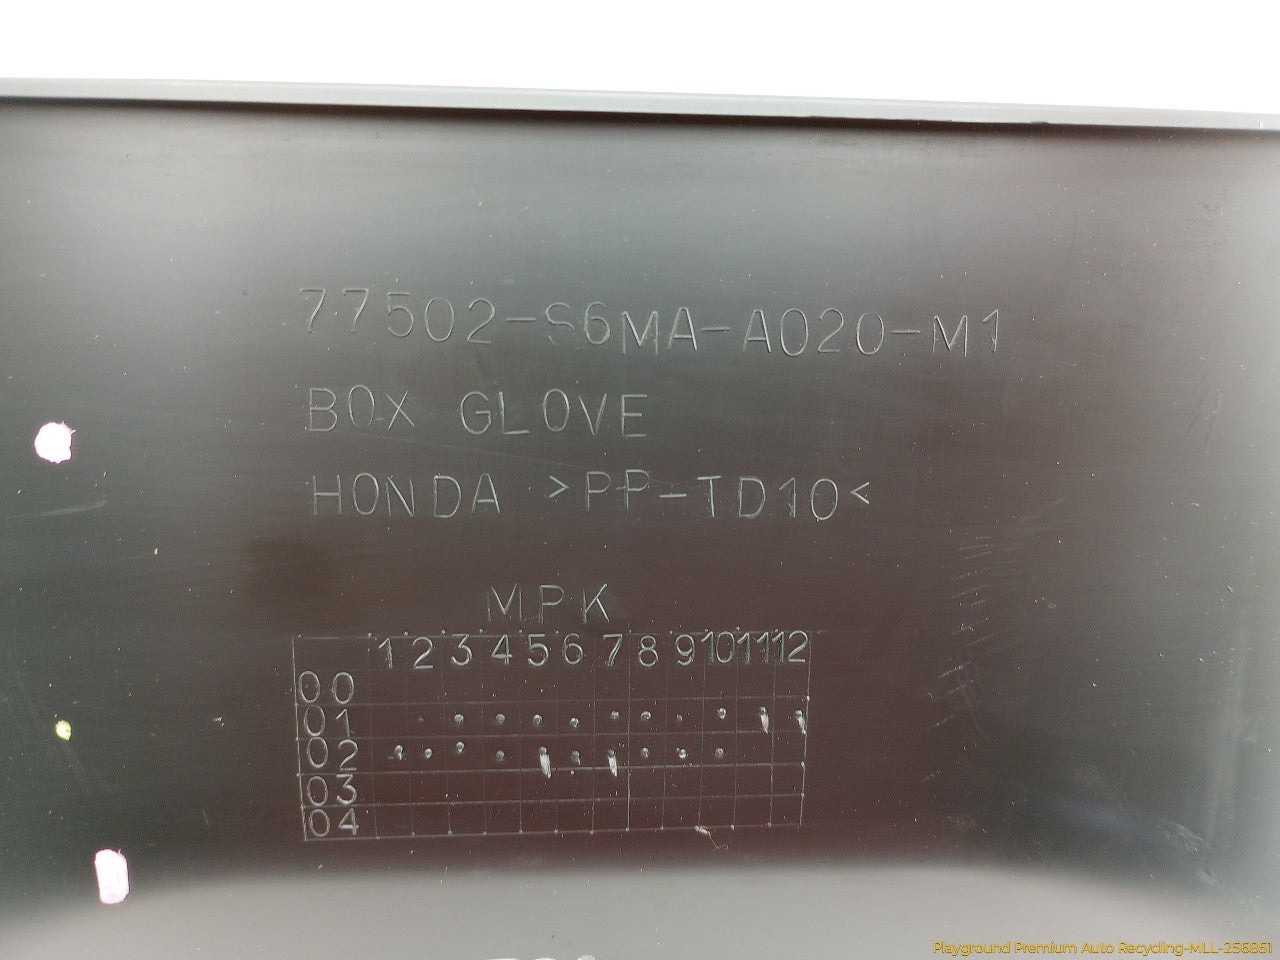 77502-S6MA-A020-M1
BOX GLOVE
HONDA >PP-TD10<
MPK
1 2 3 4 5 6 7 8 9 10 11 12
00
01
02
03
04
Playground Premium Auto Recycling-MLL-256851